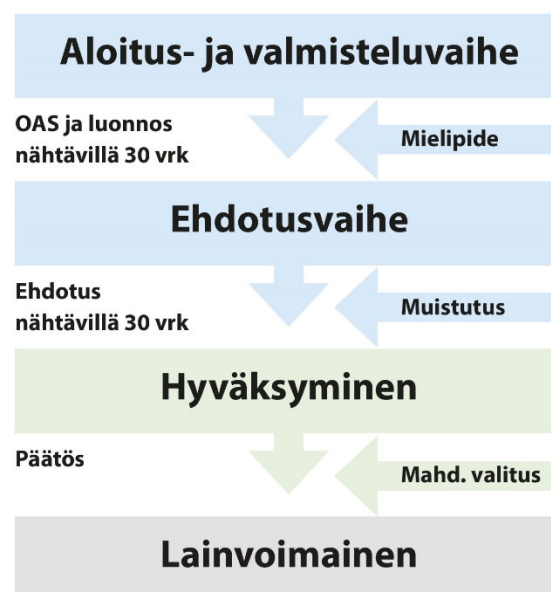 Aloitus- ja valmisteluvaihe
OAS ja luonnos
nähtävillä 30 vrk
Mielipide
Ehdotusvaihe
Ehdotus
nähtävillä 30 vrk
Muistutus
Hyväksyminen
Päätös
Mahd. valitus
Lainvoimainen